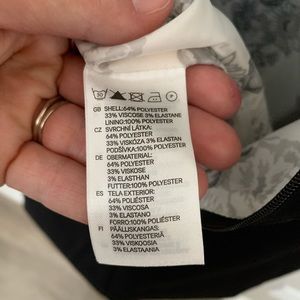 30
GB SHELL:64% POLYESTER
33% VISCOSE 3% ELASTANE
LINING:100% POLYESTER
CZ SVRCHNÍ LÁTKA:
64% POLYESTER
33% VISKÓZA 3% ELASTAN
PODŠÍVKA:100% POLYESTER
DE OBERMATERIAL:
64% POLYESTER
33% VISKOSE
3% ELASTHAN
FUTTER:100% POLYESTER
ES TELA EXTERIOR:
64% POLIÉSTER
33% VISCOSA
3% ELASTANO
FORRO:100% POLIÉSTER
FI PÄÄLLISKANGAS:
64% POLYESTERIÄ
33% VISKOOSIA
3% ELASTAANIA